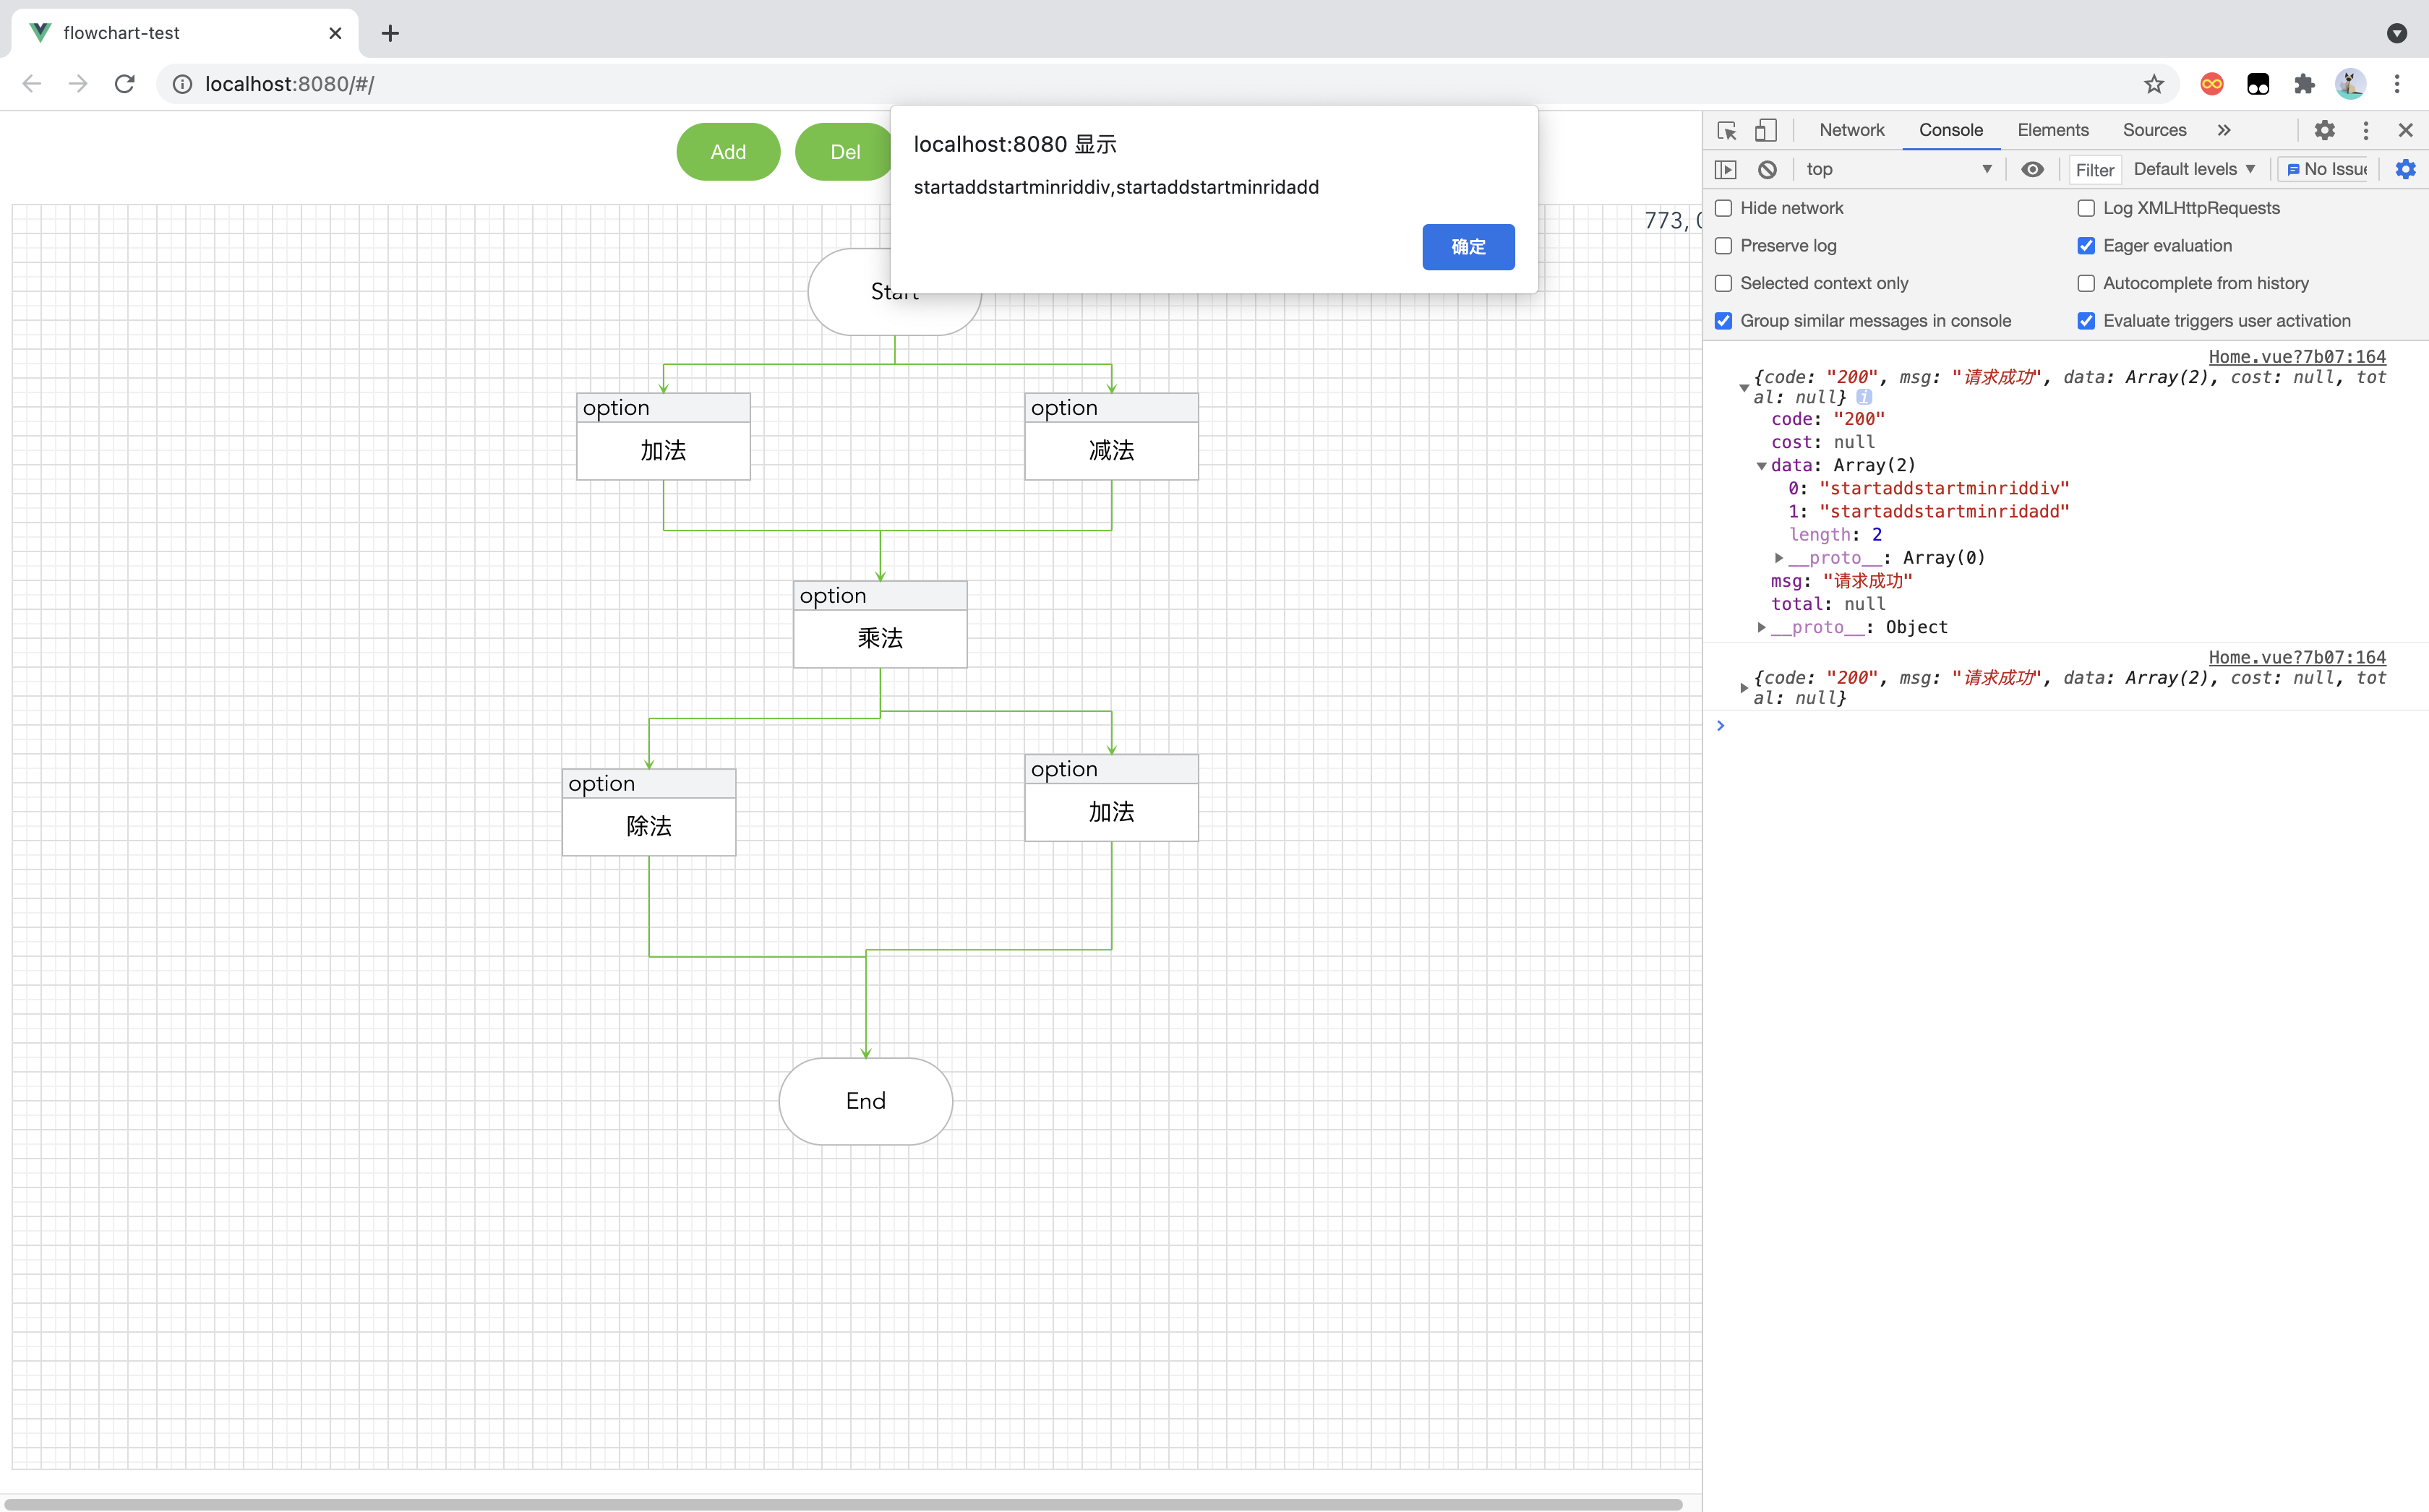 flowchart-test
localhost:8080/#/
Add
Del
localhost:8080 显示
startaddstartminriddiv,startaddstartminridadd
确定
773,
Start
option
加法
option
减法
option
乘法
option
除法
option
加法
End
Network Console Elements Sources
top Filter Default levels No Issue
Hide network
Log XMLHttpRequests
Preserve log
Eager evaluation
Selected context only
Autocomplete from history
Group similar messages in console
Evaluate triggers user activation
Home.vue?7b07:164
{code: "200", msg: "请求成功", data: Array(2), cost: null, tot
al: null}
code: "200"
cost: null
data: Array(2)
0: "startaddstartminriddiv"
1: "startaddstartminridadd"
length: 2
__proto__: Array(0)
msg: "请求成功"
total: null
__proto__: Object
Home.vue?7b07:164
{code: "200", msg: "请求成功", data: Array(2), cost: null, tot
al: null}